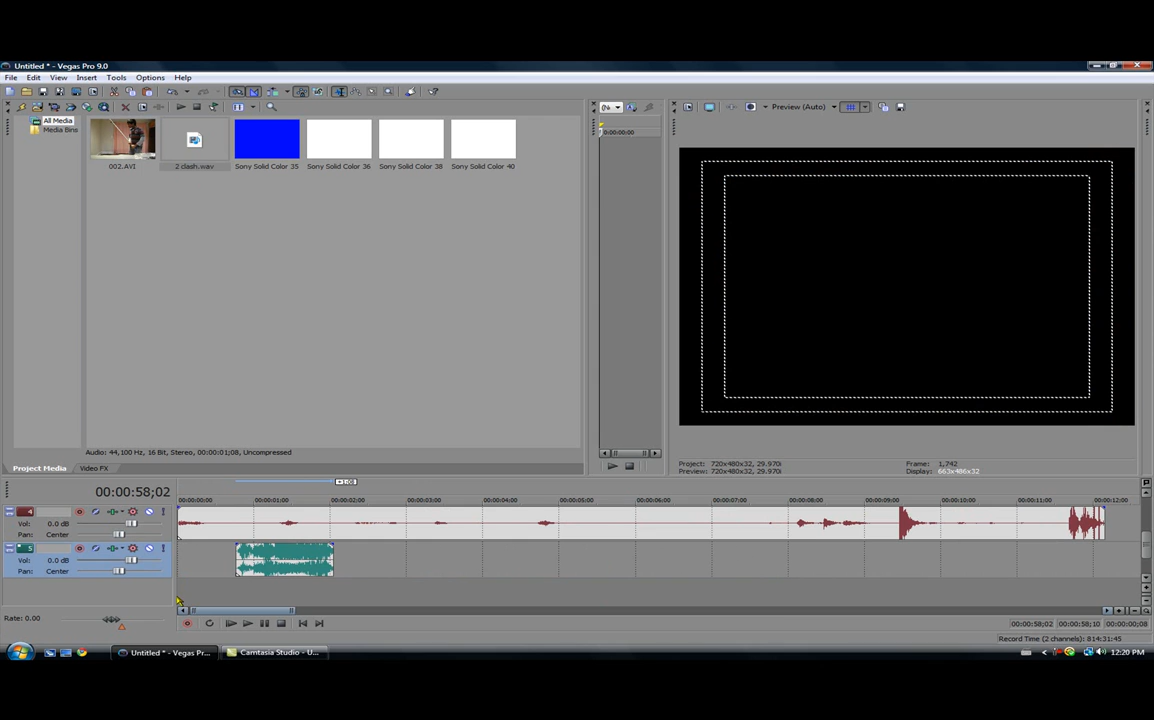 Untitled * - Vegas Pro 9.0
File Edit View Insert Tools Options Help
All Media
Media Bins
002.AVI
2 clash.wav
Sony Solid Color 35
Sony Solid Color 36
Sony Solid Color 38
Sony Solid Color 40
Audio: 44,100 Hz, 16 Bit, Stereo, 00:00:01;08, Uncompressed
Project Media
Video FX
0:00:00:00
Preview (Auto)
Project: 720x480x32, 29.970i
Preview: 720x480x32, 29.970i
Frame: 1,742
Display: 663x486x32
00:00:58;02
+1:08
00:00:00;00 00:00:01;00 00:00:02;00 00:00:03;00 00:00:04;00 00:00:05;00 00:00:06;00 00:00:07;00 00:00:08;00 00:00:09;00 00:00:10;00 00:00:11;00 00:00:12;00
4
Vol: 0.0 dB
Pan: Center
5
Vol: 0.0 dB
Pan: Center
Rate: 0.00
00:00:58;02 00:00:58;10 00:00:00;08
Record Time (2 channels): 814:31:45
Untitled * - Vegas Pr...
Camtasia Studio - U...
12:20 PM